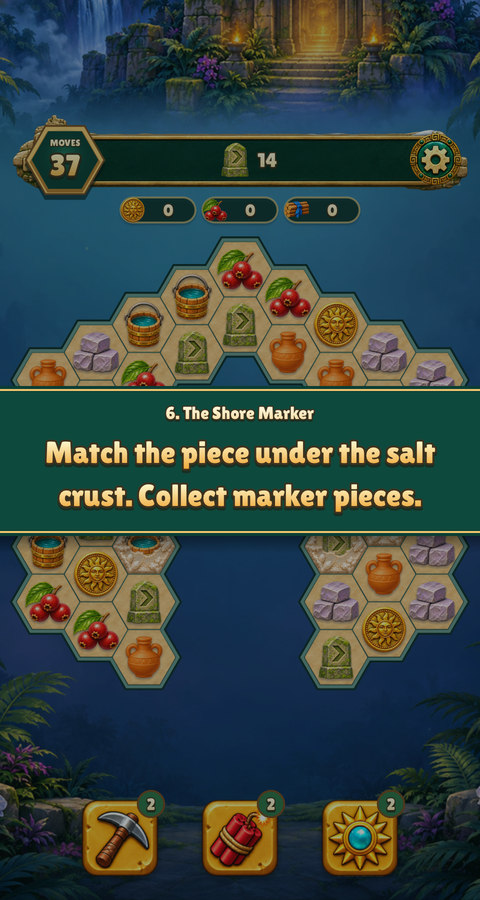 MOVES
37
14
0
0
0
6. The Shore Marker
Match the piece under the salt
crust. Collect marker pieces.
2
2
2